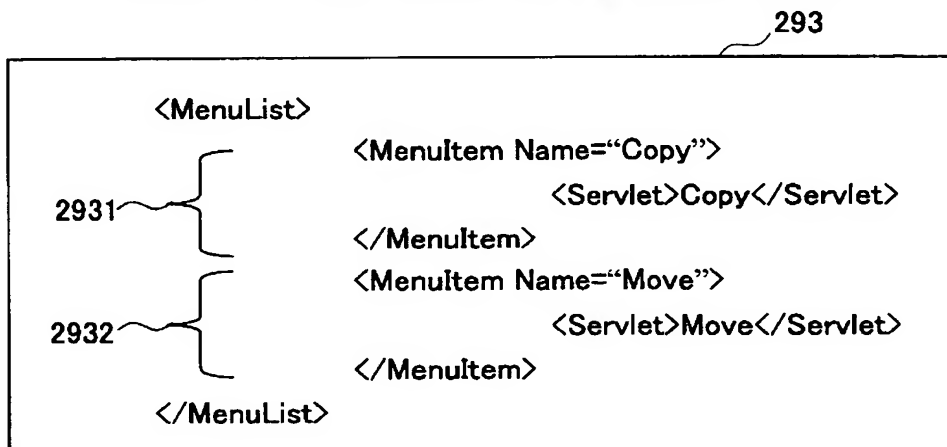 293
<MenuList>
<MenuItem Name=“Copy”>
2931 <Servlet>Copy</Servlet>
</MenuItem>
<MenuItem Name=“Move”>
2932 <Servlet>Move</Servlet>
</MenuItem>
</MenuList>